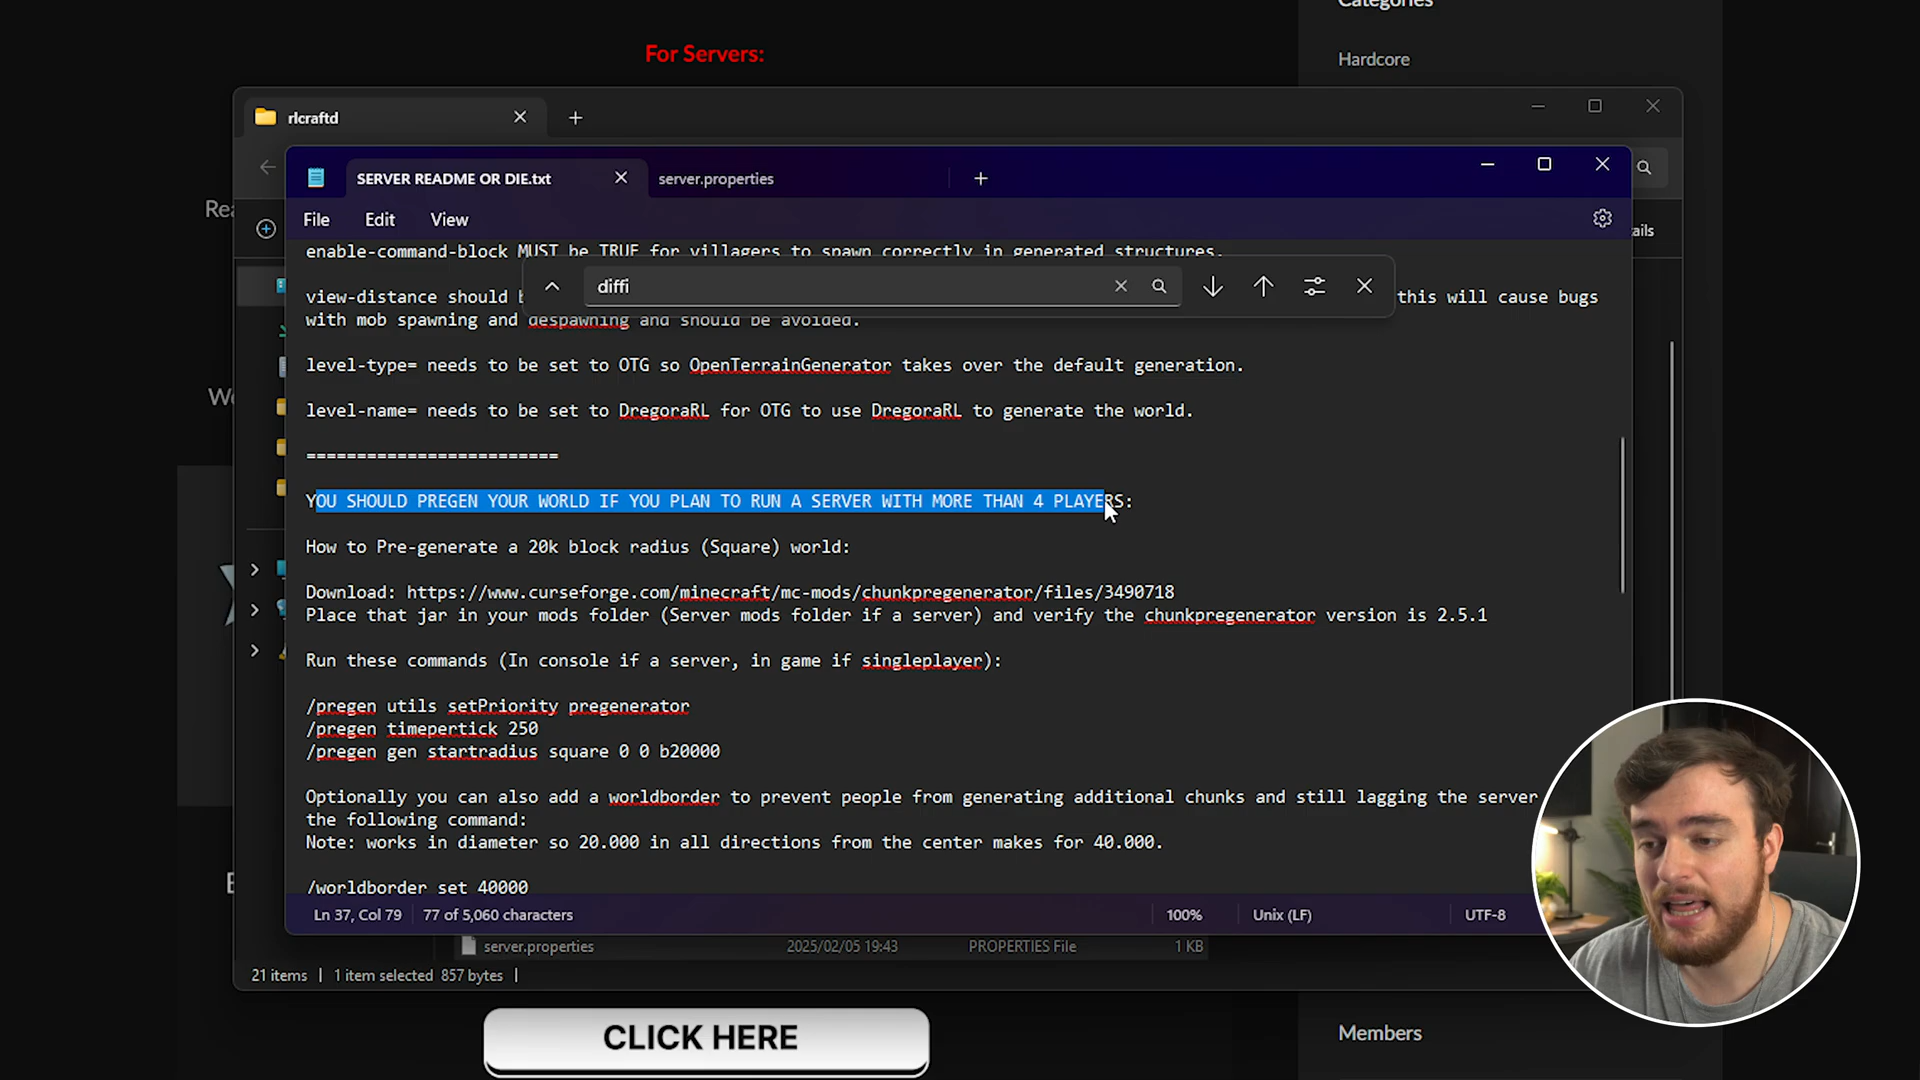 Categories
For Servers:
Hardcore
rlcraftd
SERVER README OR DIE.txt
server.properties
Rea
File
Edit
View
ails
enable-command-block MUST be TRUE for villagers to spawn correctly in generated structures.
diffi
view-distance should b
this will cause bugs
with mob spawning and despawning and should be avoided.
level-type= needs to be set to OTG so OpenTerrainGenerator takes over the default generation.
We
level-name= needs to be set to DregoraRL for OTG to use DregoraRL to generate the world.
=========================
YOU SHOULD PREGEN YOUR WORLD IF YOU PLAN TO RUN A SERVER WITH MORE THAN 4 PLAYERS:
How to Pre-generate a 20k block radius (Square) world:
Download: https://www.curseforge.com/minecraft/mc-mods/chunkpregenerator/files/3490718
Place that jar in your mods folder (Server mods folder if a server) and verify the chunkpregenerator version is 2.5.1
Run these commands (In console if a server, in game if singleplayer):
/pregen utils setPriority pregenerator
/pregen timepertick 250
/pregen gen startradius square 0 0 b20000
Optionally you can also add a worldborder to prevent people from generating additional chunks and still lagging the server
the following command:
Note: works in diameter so 20.000 in all directions from the center makes for 40.000.
/worldborder set 40000
Ln 37, Col 79
77 of 5,060 characters
100%
Unix (LF)
UTF-8
server.properties
2025/02/05 19:43
PROPERTIES File
1 KB
21 items
1 item selected 857 bytes
CLICK HERE
Members